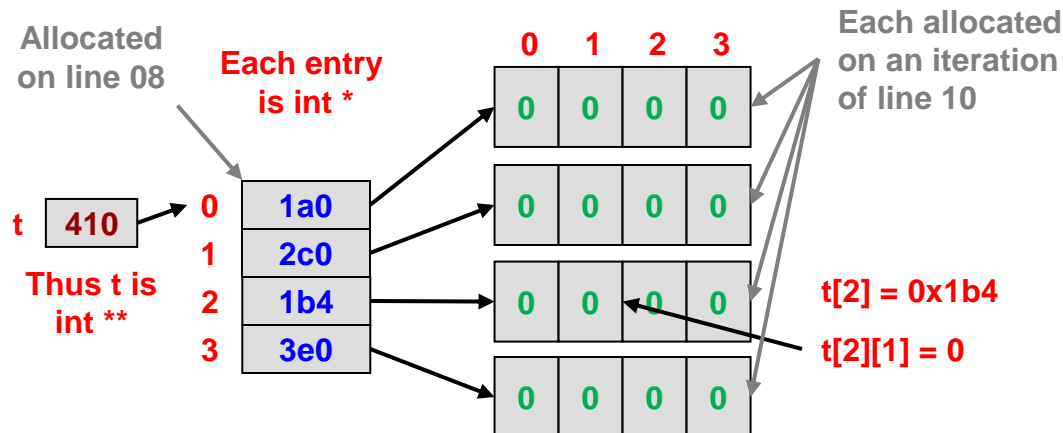 Allocated
on line 08
Each entry
is int *
0 1 2 3
Each allocated
on an iteration
of line 10
0 0 0 0
0 0 0 0
t 410
0 1a0
1 2c0
2 1b4
3 3e0
Thus t is
int **
0 0 0 0
t[2] = 0x1b4
t[2][1] = 0
0 0 0 0